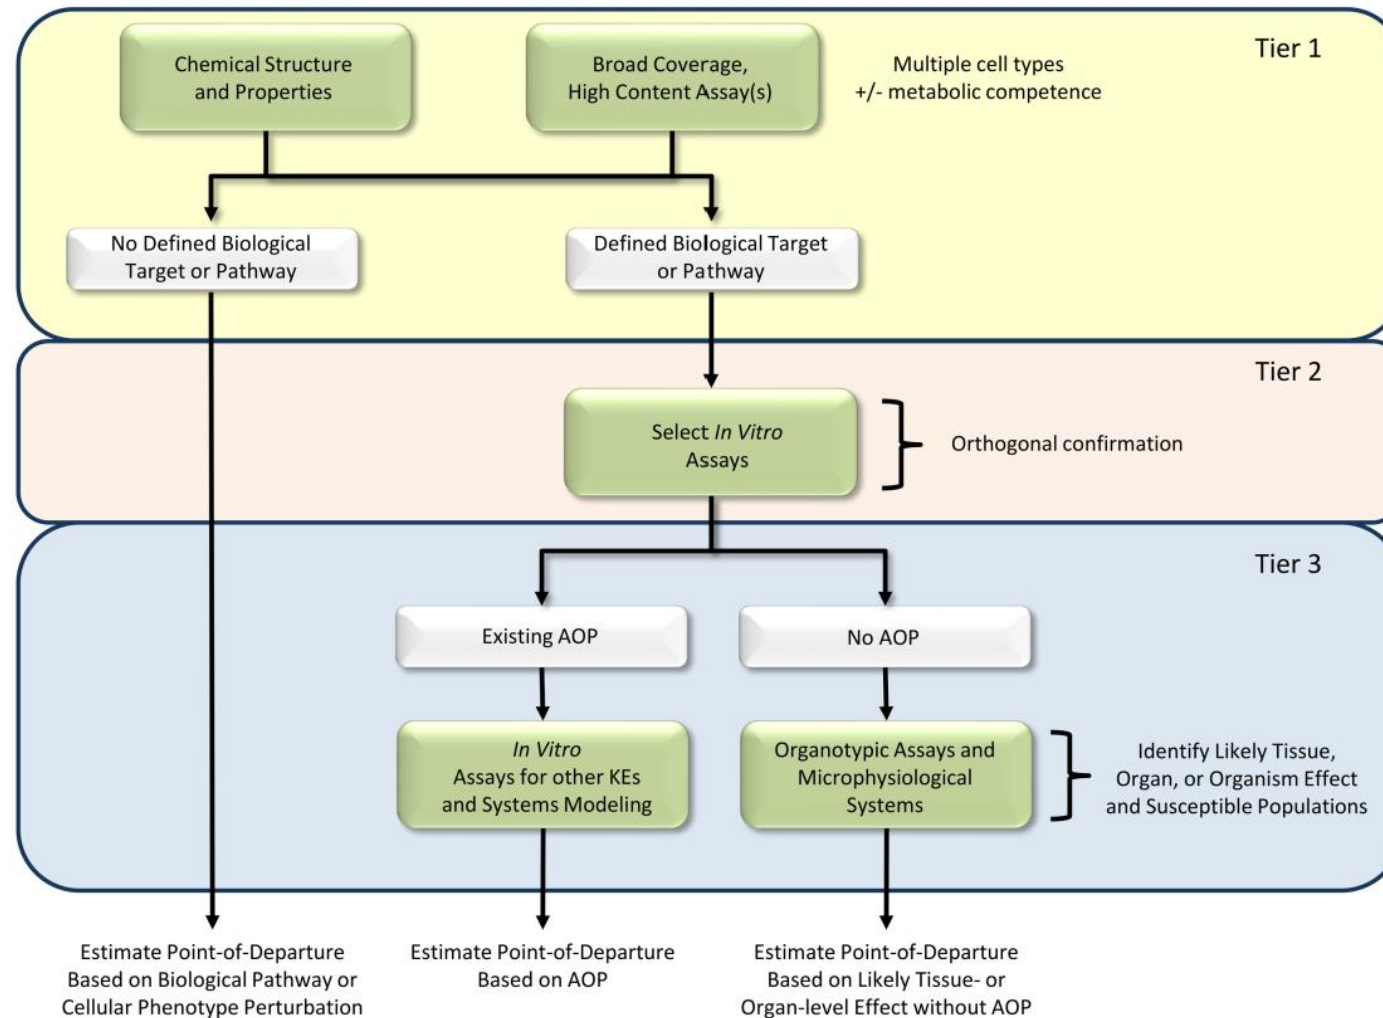 Tier 1
Chemical Structure
and Properties
Broad Coverage,
High Content Assay(s)
Multiple cell types
+/- metabolic competence
No Defined Biological
Target or Pathway
Defined Biological Target
or Pathway
Tier 2
Select In Vitro
Assays
Orthogonal confirmation
Tier 3
Existing AOP
No AOP
In Vitro
Assays for other KEs
and Systems Modeling
Organotypic Assays and
Microphysiological
Systems
Identify Likely Tissue,
Organ, or Organism Effect
and Susceptible Populations
Estimate Point-of-Departure
Based on Biological Pathway or
Cellular Phenotype Perturbation
Estimate Point-of-Departure
Based on AOP
Estimate Point-of-Departure
Based on Likely Tissue- or
Organ-level Effect without AOP